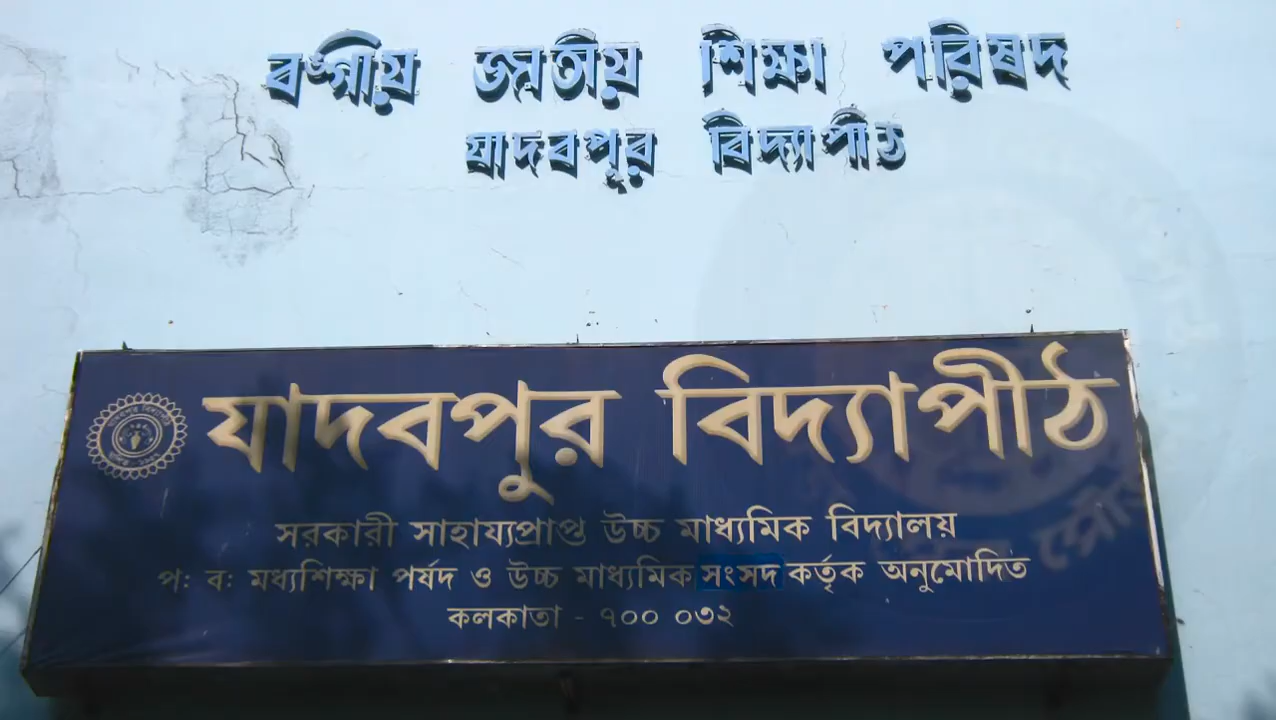 বঙ্গীয় জাতীয় শিক্ষা পরিষদ
যাদবপুর বিদ্যাপীঠ
যাদবপুর বিদ্যাপীঠ
সরকারী সাহায্যপ্রাপ্ত উচ্চ মাধ্যমিক বিদ্যালয়
প: ব: মধ্যশিক্ষা পর্ষদ ও উচ্চ মাধ্যমিক সংসদ কর্তৃক অনুমোদিত
কলকাতা - ৭০০ ০৩২